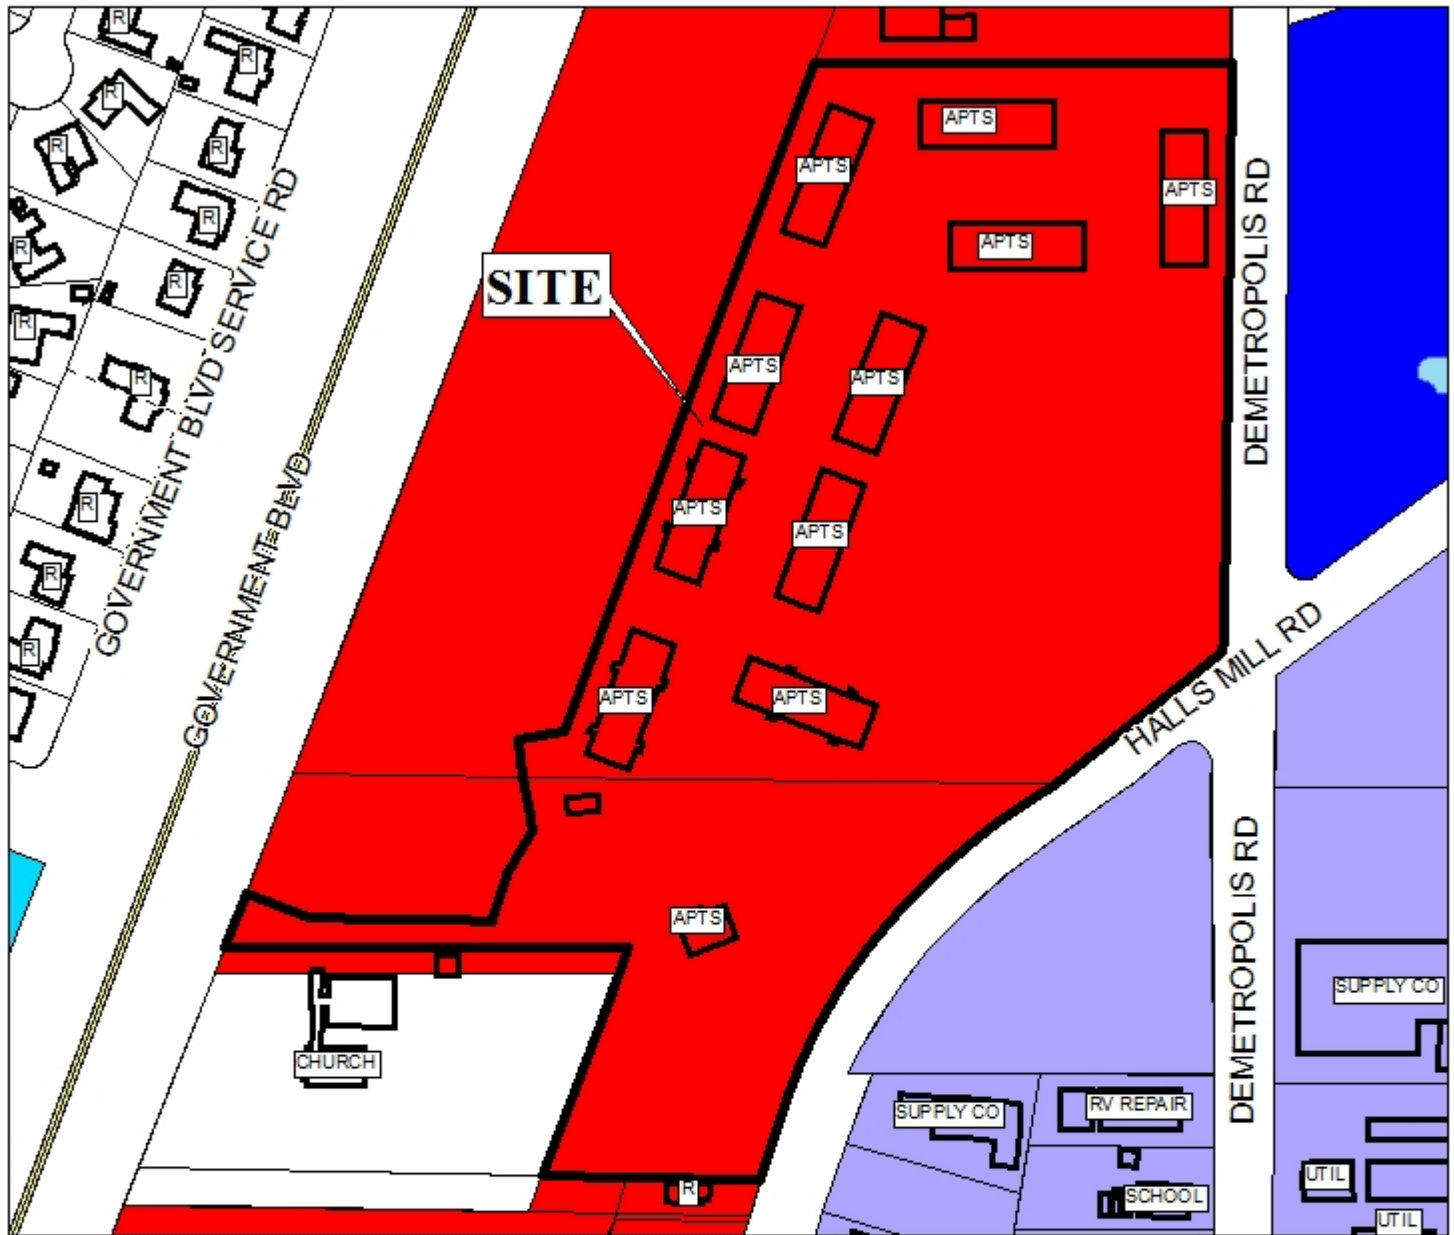 R
R
R
APTS
R
R
APTS
APTS
R
APTS
R
R
SITE
R
R
APTS
APTS
R
GOVERNMENT BLVD SERVICE RD
DEMETROPOLIS RD
R
APTS
APTS
R
GOVERNMENT BLVD
R
HALLS MILL RD
APTS
APTS
APTS
DEMETROPOLIS RD
SUPPLY CO
CHURCH
SUPPLY CO
RV REPAIR
UTIL
R
SCHOOL
UTIL